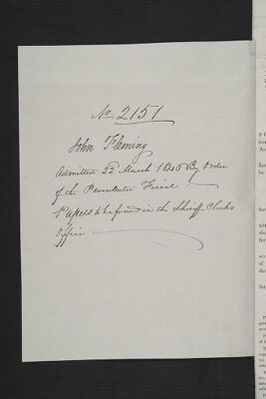 No 2151
John Fleming
Admitted 22 March 1846 By Order
of the Procurator Fiscal
Papers to be found in the Sheriff Clerks
Office